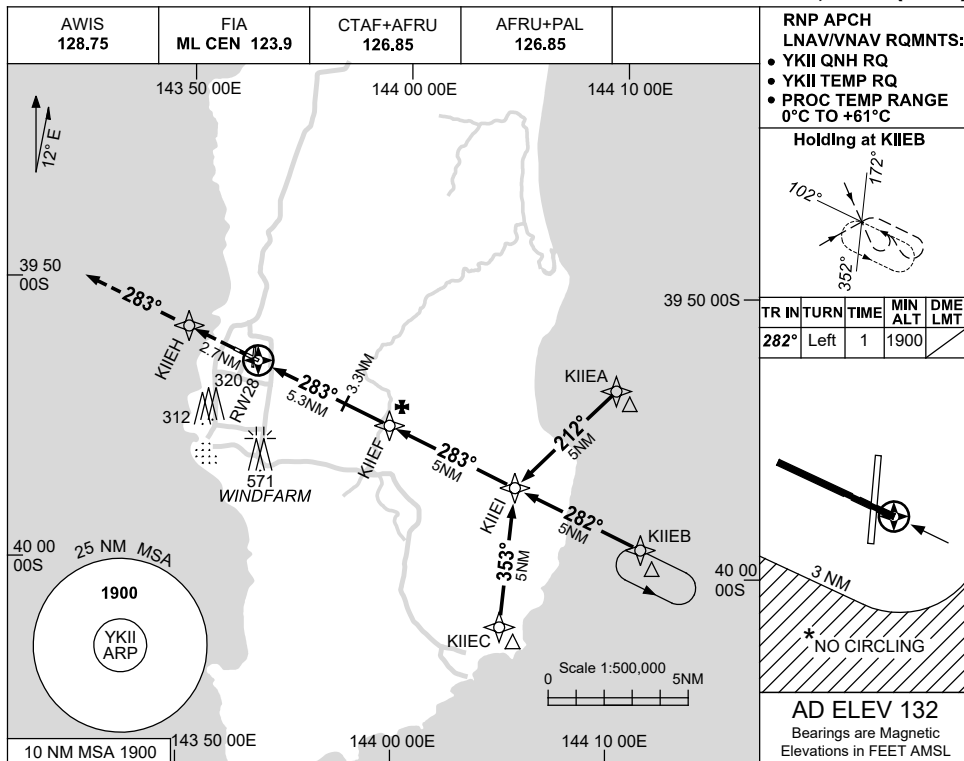 AWIS
128.75
FIA
ML CEN 123.9
CTAF+AFRU
126.85
AFRU+PAL
126.85
RNP APCH
LNAV/VNAV RQMNTS:
• YKII QNH RQ
• YKII TEMP RQ
• PROC TEMP RANGE
0°C TO +61°C
Holding at KIIEB
172°
102°
352°
TR IN TURN TIME MIN ALT DME LMT
282° Left 1 1900
143 50 00E
144 00 00E
144 10 00E
12° E
39 50
00S
39 50 00S
283°
KIIEH
2.7NM
RW28
320
312
571
WINDFARM
283°
5.3NM
3.3NM
KIIEF
283°
5NM
KIIEA
212°
5NM
KIIEI
282°
5NM
KIIEB
353°
5NM
KIIEC
40 00
00S
40 00
00S
25 NM MSA
1900
YKII
ARP
Scale 1:500,000
0 5NM
10 NM MSA 1900
143 50 00E
144 00 00E
144 10 00E
3 NM
*NO CIRCLING
AD ELEV 132
Bearings are Magnetic
Elevations in FEET AMSL